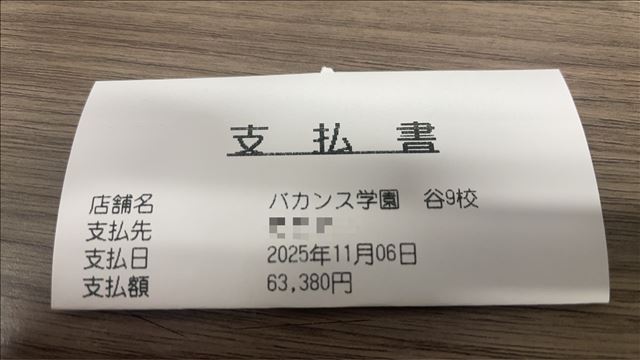 支 払 書
店舗名 バカンス学園 谷9校
支払先
支払日 2025年11月06日
支払額 63,380円